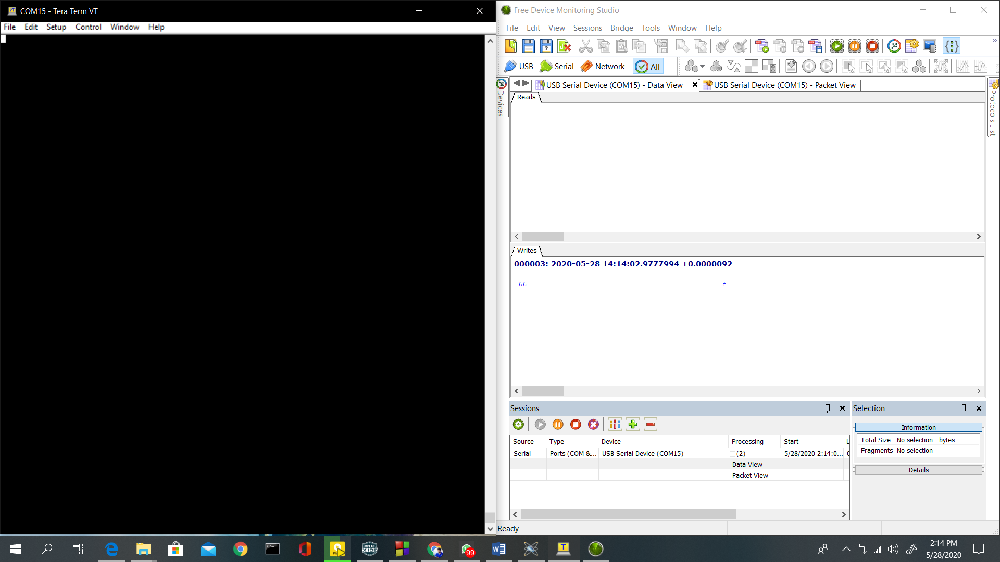 COM15 - Tera Term VT
File Edit Setup Control Window Help
Free Device Monitoring Studio
File Edit View Sessions Bridge Tools Window Help
USB Serial Network All
Devices
USB Serial Device (COM15) - Data View USB Serial Device (COM15) - Packet View
Protocols List
Reads
Writes
000003: 2020-05-28 14:14:02.9777994 +0.0000092
66 f
Sessions
Source Type Device Processing Start L
Serial Ports (COM &... USB Serial Device (COM15) (2) 5/28/2020 2:14:0... 0
Data View
Packet View
Selection
Information
Total Size No selection bytes
Fragments No selection
Details
Ready
99
2:14 PM
5/28/2020